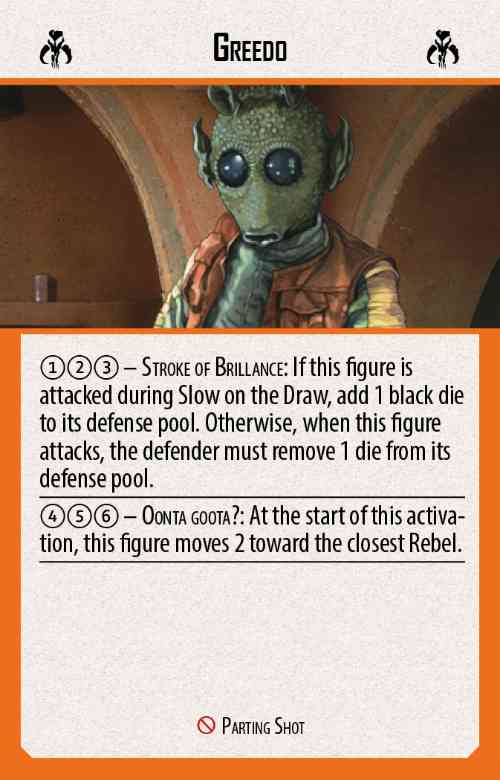 Greedo
①②③ – Stroke of Brillance: If this figure is
attacked during Slow on the Draw, add 1 black die
to its defense pool. Otherwise, when this figure
attacks, the defender must remove 1 die from its
defense pool.
④⑤⑥ – Oonta goota?: At the start of this activa-
tion, this figure moves 2 toward the closest Rebel.
Parting Shot